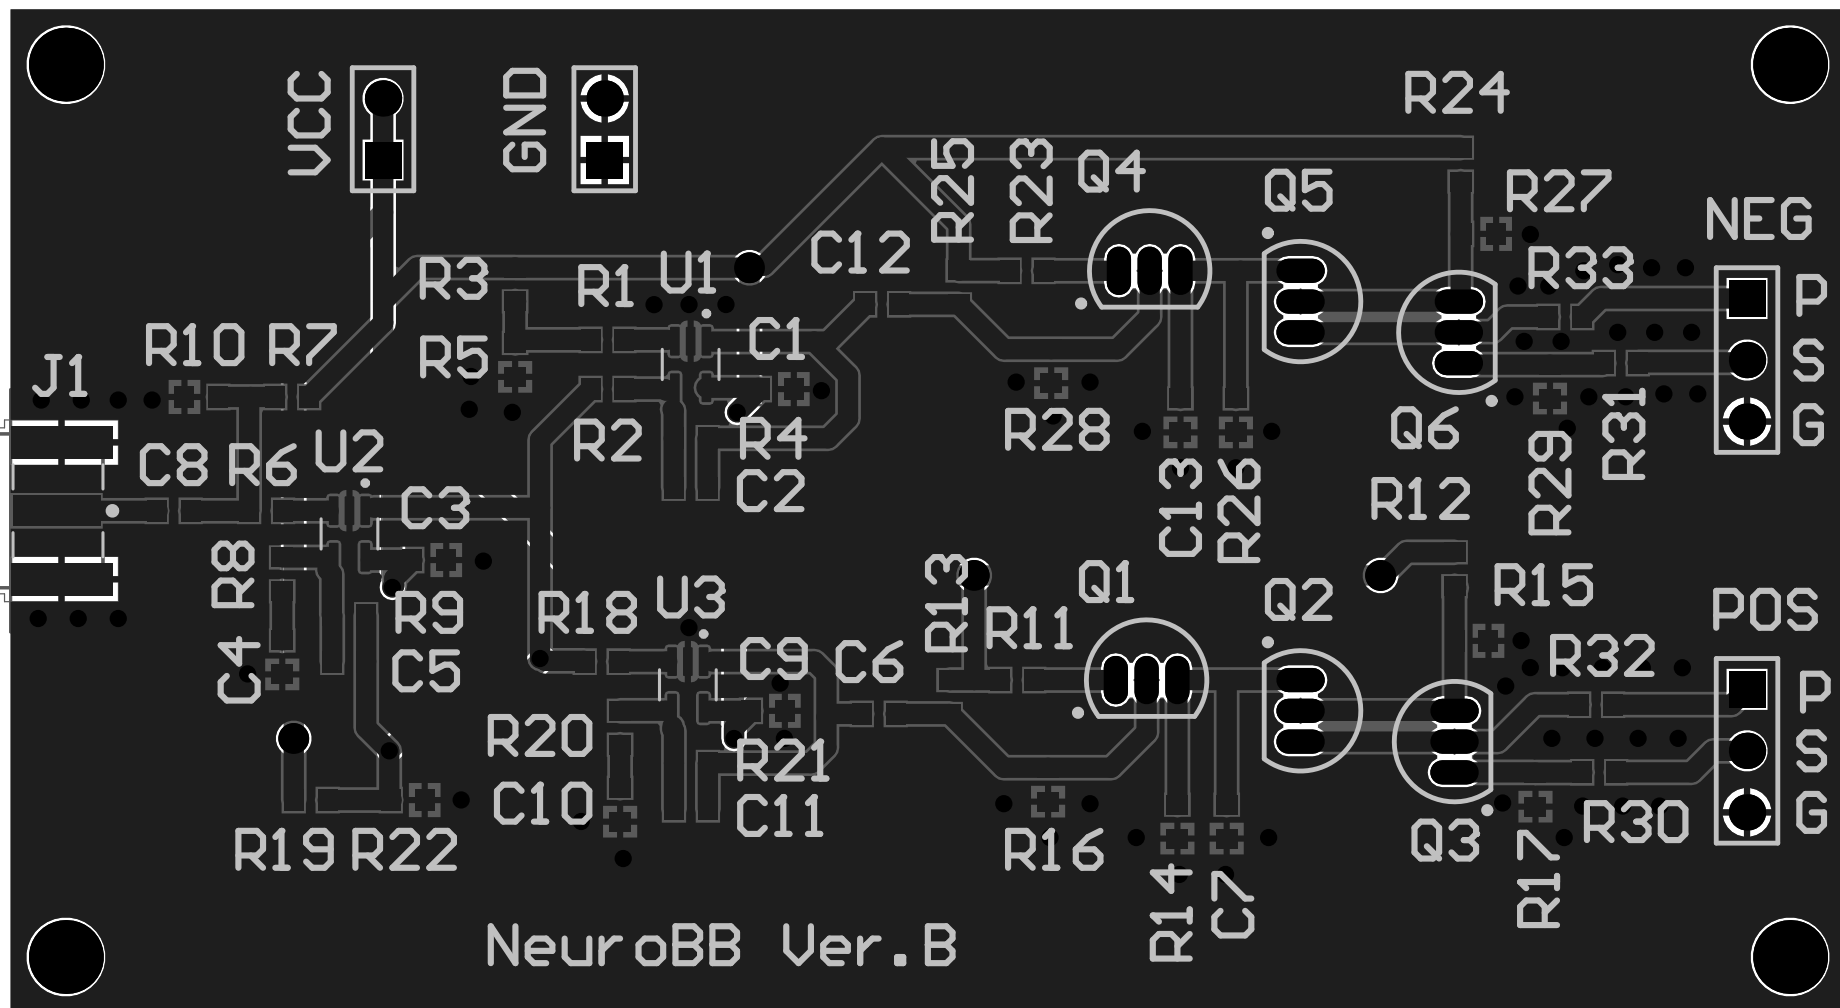 VCC
GND
R24
R25
R23
Q4
Q5
R27
NEG
R3
R1
U1
C12
R33
P
R10
R7
R5
C1
S
J1
R28
Q6
R31
G
C8
R6
U2
R2
R4
C2
C13
R26
R29
R12
C3
R8
R9
R18
U3
R13
R11
Q1
Q2
R15
POS
C4
C5
C9
C6
R32
P
R20
R21
S
C10
C11
R19
R22
R16
R14
C7
Q3
R17
R30
G
NeuroBB Ver.B